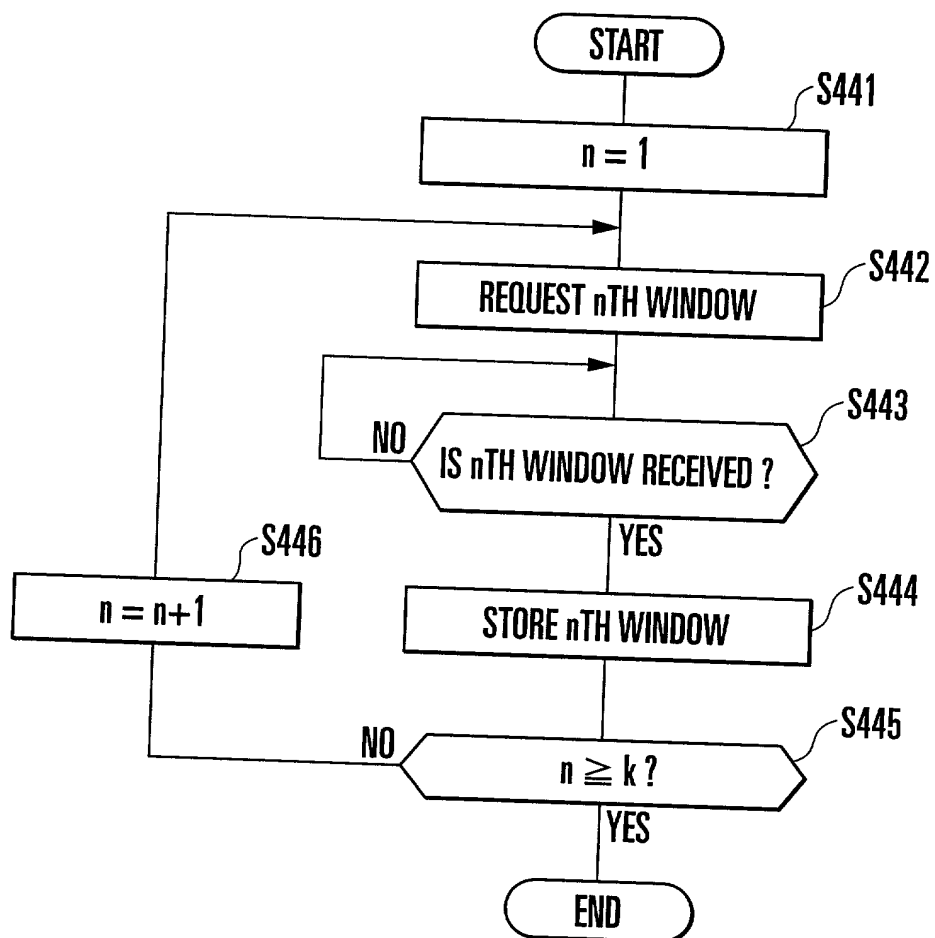 START
S441
n = 1
S442
REQUEST nTH WINDOW
S443
NO
IS nTH WINDOW RECEIVED ?
YES
S446
n = n+1
S444
STORE nTH WINDOW
S445
NO
n ≧ k ?
YES
END